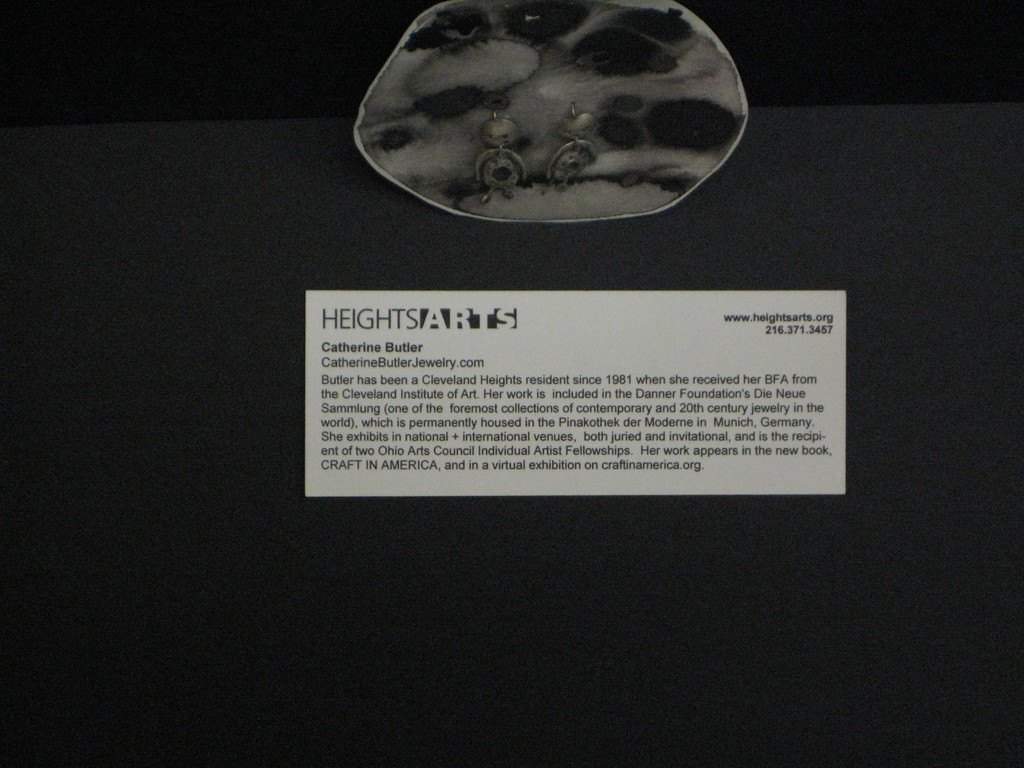 HEIGHTSARTS
www.heightsarts.org
216.371.3457
Catherine Butler
CatherineButlerJewelry.com
Butler has been a Cleveland Heights resident since 1981 when she received her BFA from
the Cleveland Institute of Art. Her work is included in the Danner Foundation's Die Neue
Sammlung (one of the foremost collections of contemporary and 20th century jewelry in the
world), which is permanently housed in the Pinakothek der Moderne in Munich, Germany.
She exhibits in national + international venues, both juried and invitational, and is the recipi-
ent of two Ohio Arts Council Individual Artist Fellowships. Her work appears in the new book,
CRAFT IN AMERICA, and in a virtual exhibition on craftinamerica.org.